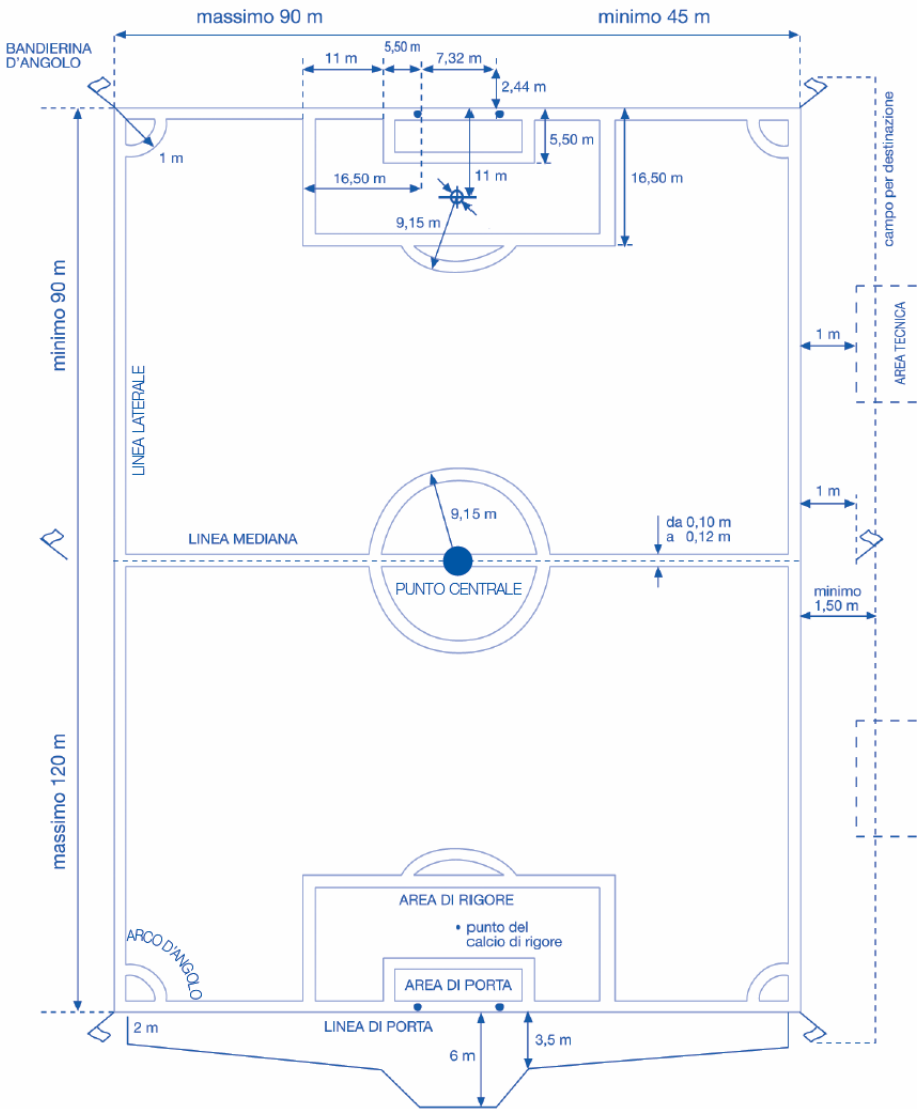 massimo 90 m
minimo 45 m
BANDIERINA
D'ANGOLO
11 m
5,50 m
7,32 m
2,44 m
1 m
5,50 m
16,50 m
11 m
16,50 m
9,15 m
campo per destinazione
minimo 90 m
AREA TECNICA
1 m
LINEA LATERALE
9,15 m
1 m
LINEA MEDIANA
da 0,10 m
a 0,12 m
PUNTO CENTRALE
minimo
1,50 m
massimo 120 m
AREA DI RIGORE
• punto del
calcio di rigore
ARCO D'ANGOLO
AREA DI PORTA
2 m
LINEA DI PORTA
6 m
3,5 m